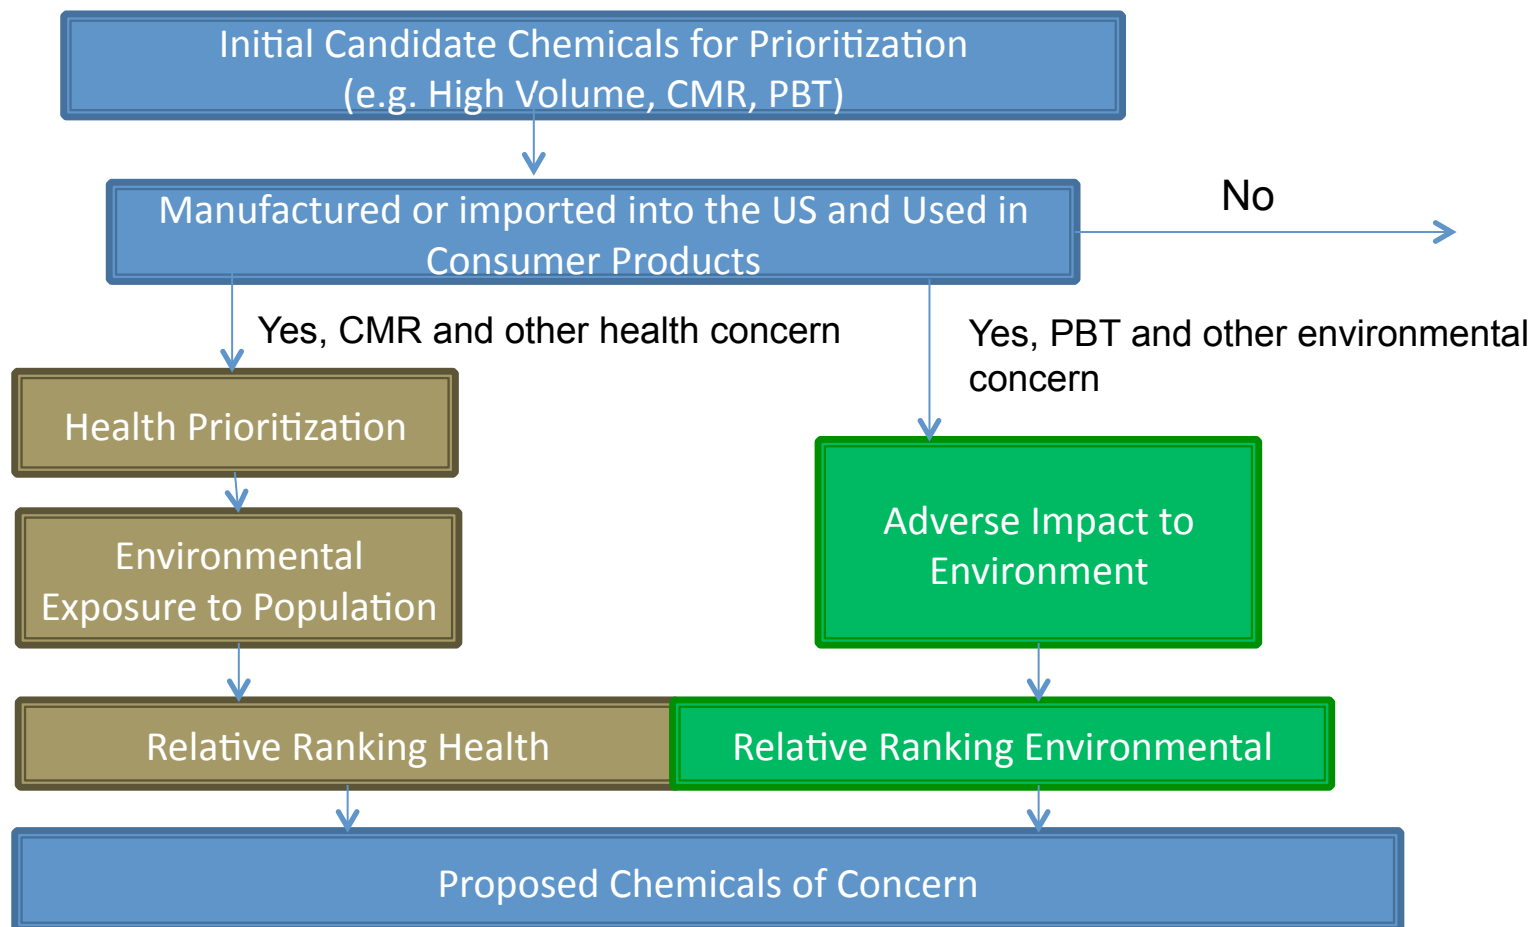 Initial Candidate Chemicals for Prioritization
(e.g. High Volume, CMR, PBT)
Manufactured or imported into the US and Used in
Consumer Products
No
Yes, CMR and other health concern
Yes, PBT and other environmental
concern
Health Prioritization
Environmental
Exposure to Population
Adverse Impact to
Environment
Relative Ranking Health
Relative Ranking Environmental
Proposed Chemicals of Concern